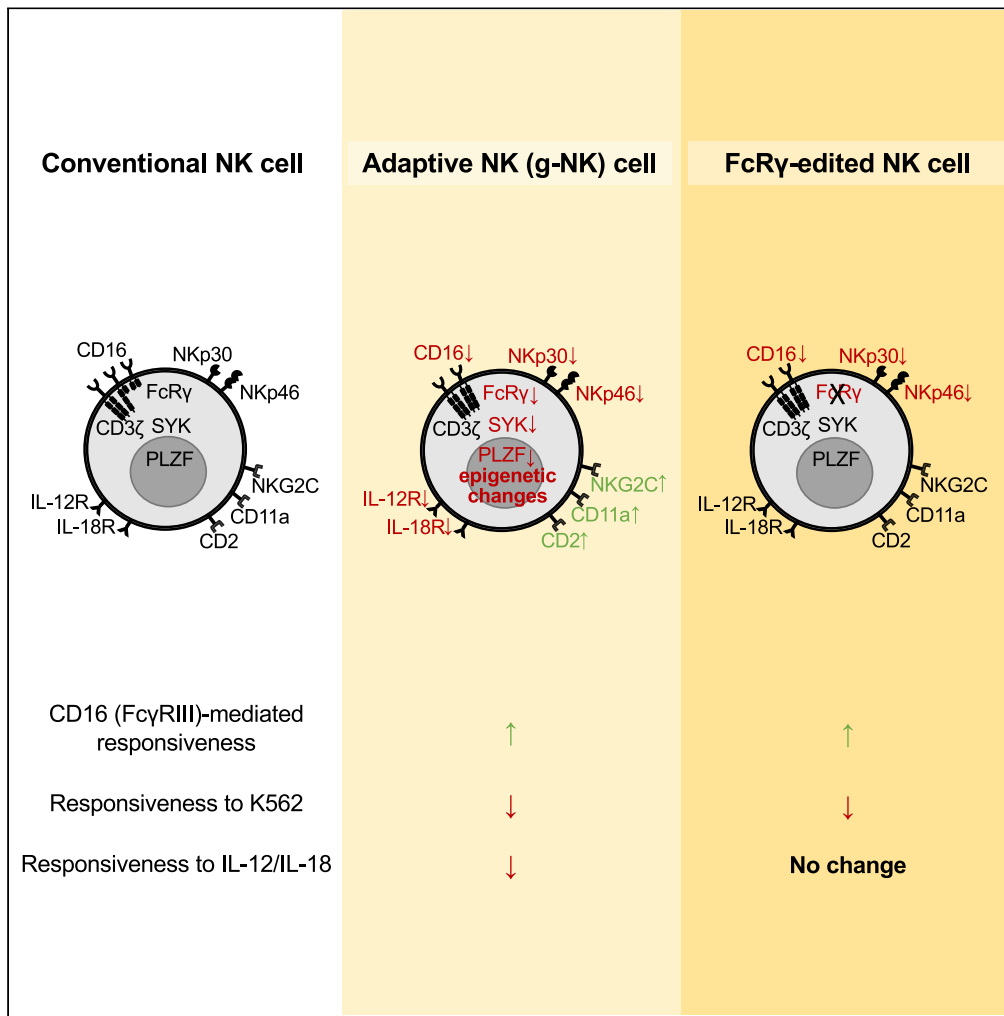 Conventional NK cell
Adaptive NK (g-NK) cell
FcRγ-edited NK cell
CD16
NKp30
NKp46
FcRγ
CD3ζ
SYK
PLZF
NKG2C
CD11a
CD2
IL-12R
IL-18R
CD16↓
NKp30↓
NKp46↓
FcRγ↓
CD3ζ
SYK↓
PLZF↓
epigenetic
changes
NKG2C↑
CD11a↑
CD2↑
IL-12R↓
IL-18R↓
CD16↓
NKp30↓
NKp46↓
FcRγ
X
CD3ζ
SYK
PLZF
NKG2C
CD11a
CD2
IL-12R
IL-18R
CD16 (FcγRIII)-mediated
responsiveness
↑
↑
Responsiveness to K562
↓
↓
Responsiveness to IL-12/IL-18
↓
No change